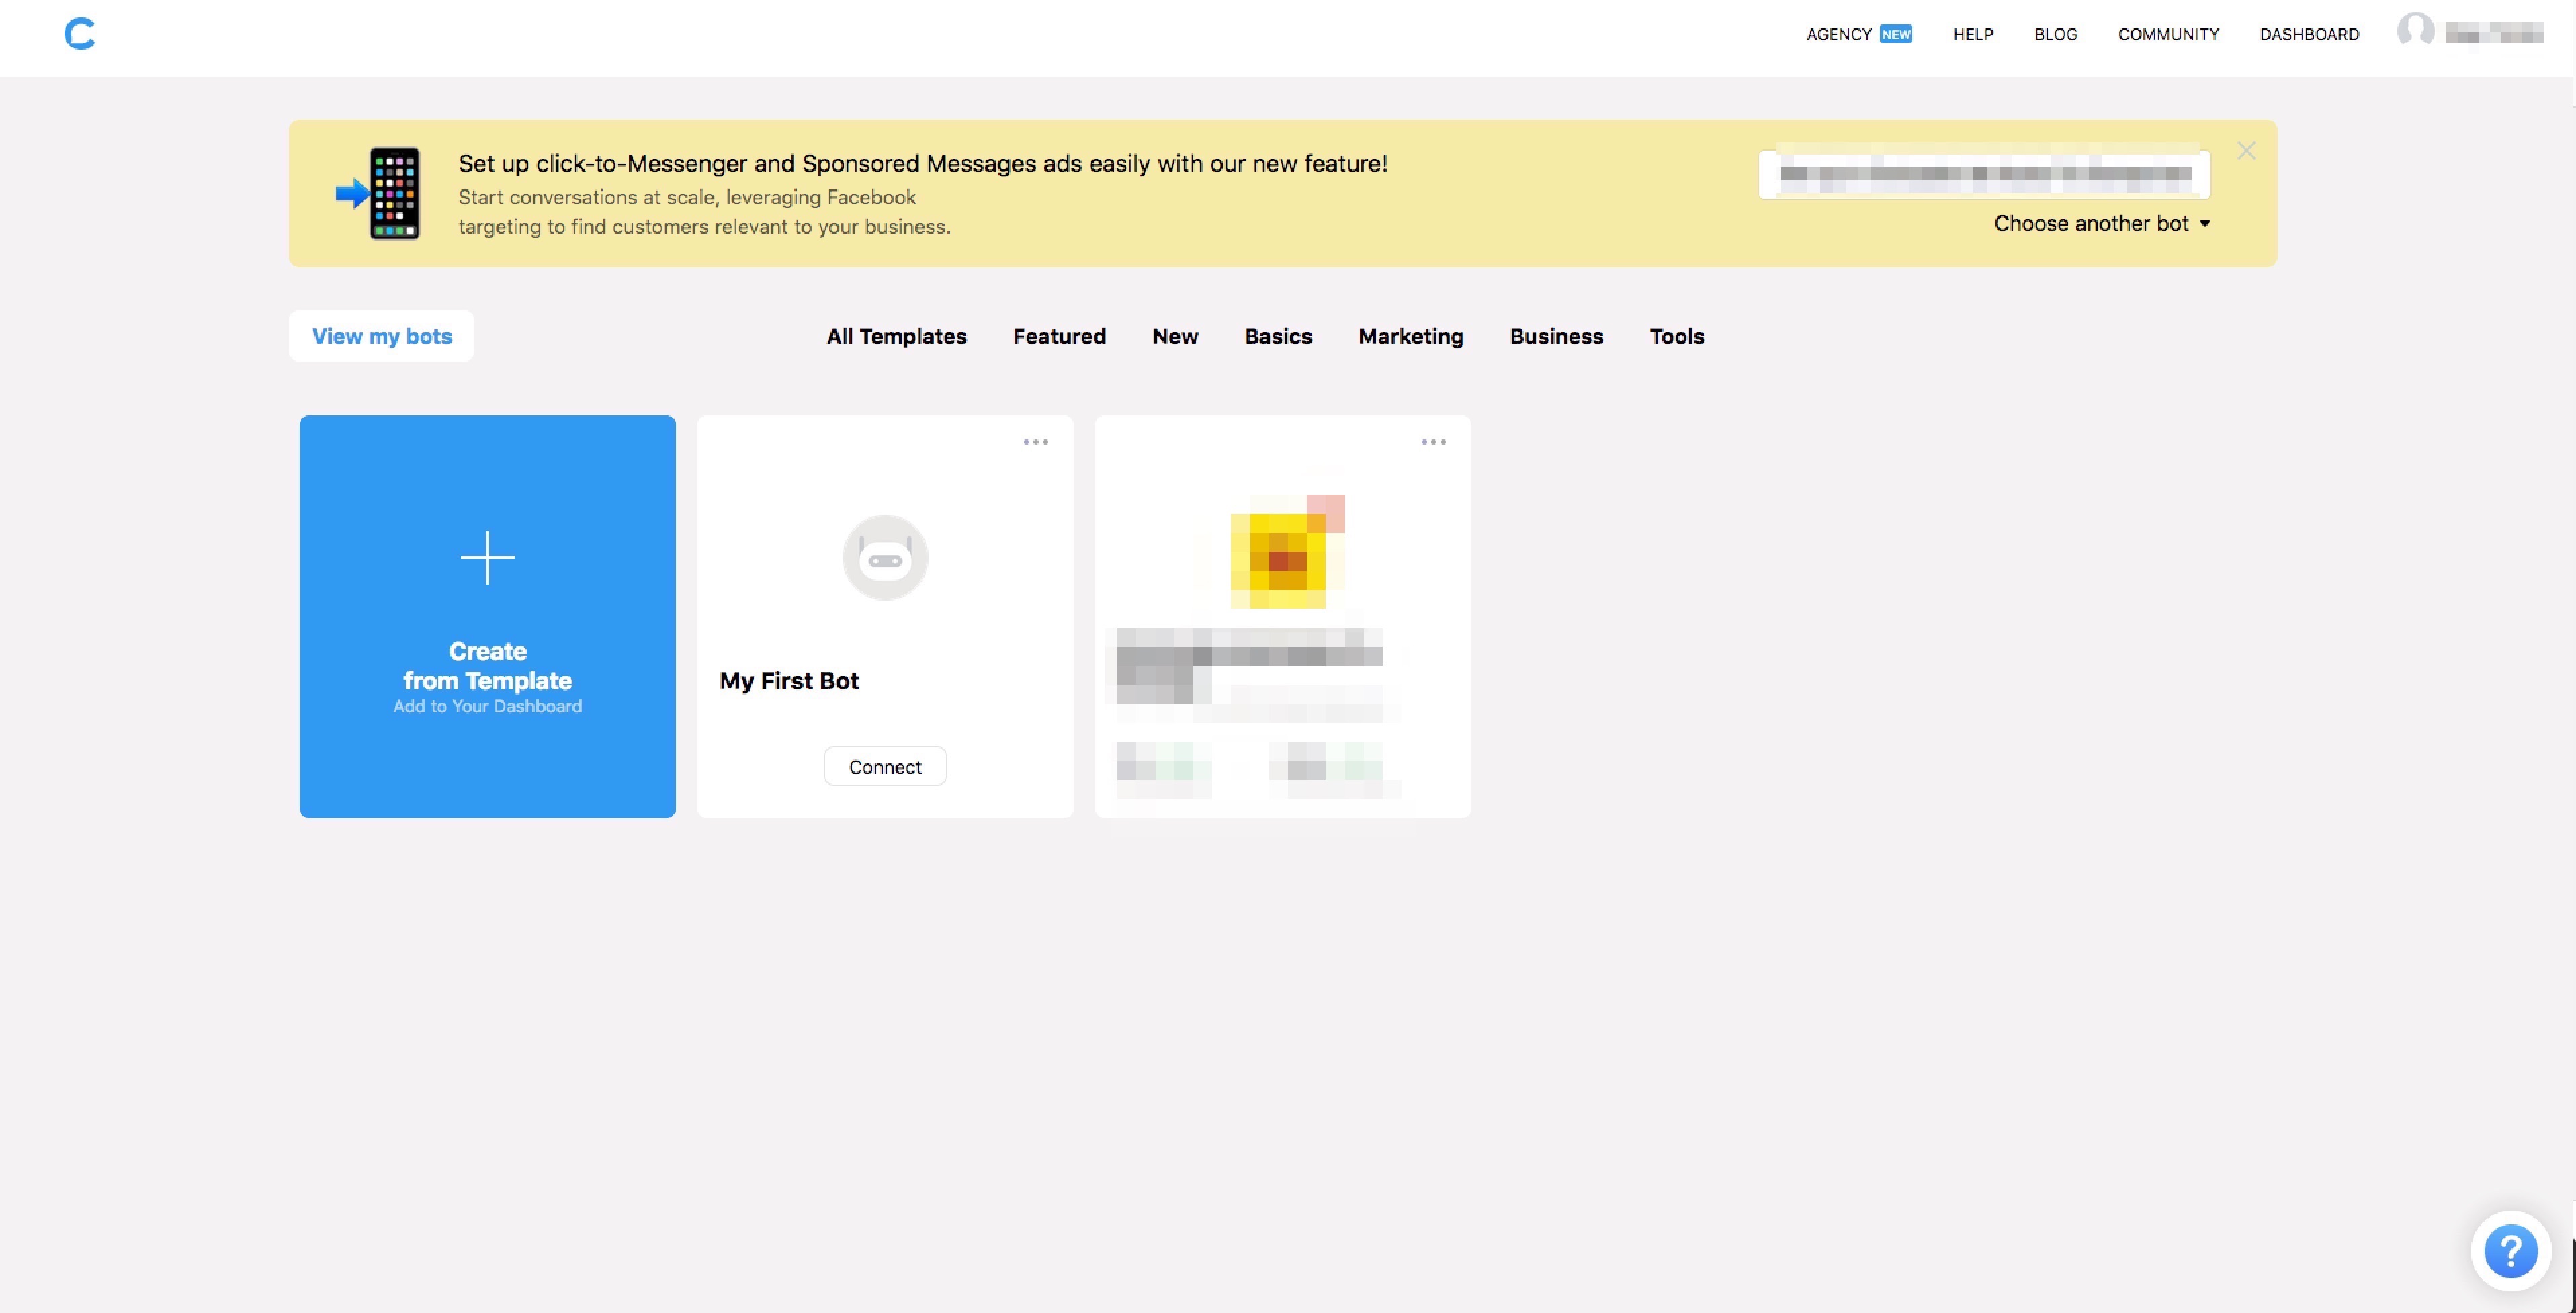 AGENCY NEW HELP BLOG COMMUNITY DASHBOARD
Set up click-to-Messenger and Sponsored Messages ads easily with our new feature!
Start conversations at scale, leveraging Facebook
targeting to find customers relevant to your business.
Choose another bot
View my bots All Templates Featured New Basics Marketing Business Tools
Create
from Template
Add to Your Dashboard
My First Bot
Connect
?